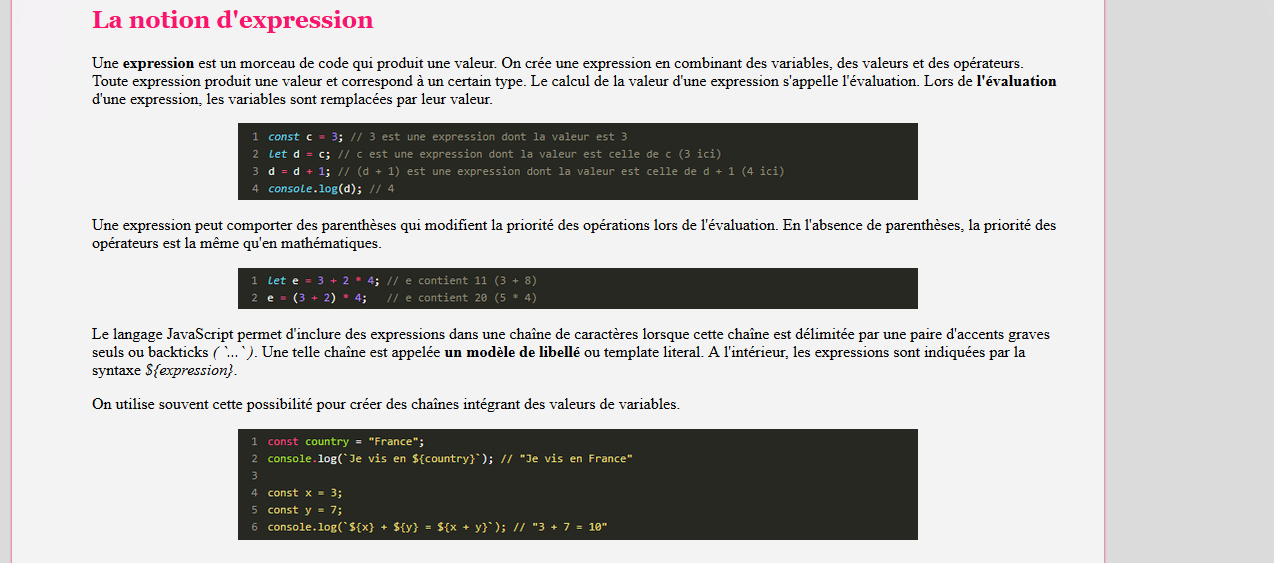 La notion d'expression
Une expression est un morceau de code qui produit une valeur. On crée une expression en combinant des variables, des valeurs et des opérateurs.
Toute expression produit une valeur et correspond à un certain type. Le calcul de la valeur d'une expression s'appelle l'évaluation. Lors de l'évaluation
d'une expression, les variables sont remplacées par leur valeur.
1 const c = 3; // 3 est une expression dont la valeur est 3
2 let d = c; // c est une expression dont la valeur est celle de c (3 ici)
3 d = d + 1; // (d + 1) est une expression dont la valeur est celle de d + 1 (4 ici)
4 console.log(d); // 4
Une expression peut comporter des parenthèses qui modifient la priorité des opérations lors de l'évaluation. En l'absence de parenthèses, la priorité des
opérateurs est la même qu'en mathématiques.
1 let e = 3 + 2 * 4; // e contient 11 (3 + 8)
2 e = (3 + 2) * 4;   // e contient 20 (5 * 4)
Le langage JavaScript permet d'inclure des expressions dans une chaîne de caractères lorsque cette chaîne est délimitée par une paire d'accents graves
seuls ou backticks ( `...` ). Une telle chaîne est appelée un modèle de libellé ou template literal. A l'intérieur, les expressions sont indiquées par la
syntaxe ${expression}.
On utilise souvent cette possibilité pour créer des chaînes intégrant des valeurs de variables.
1 const country = "France";
2 console.log(`Je vis en ${country}`); // "Je vis en France"
3
4 const x = 3;
5 const y = 7;
6 console.log(`${x} + ${y} = ${x + y}`); // "3 + 7 = 10"